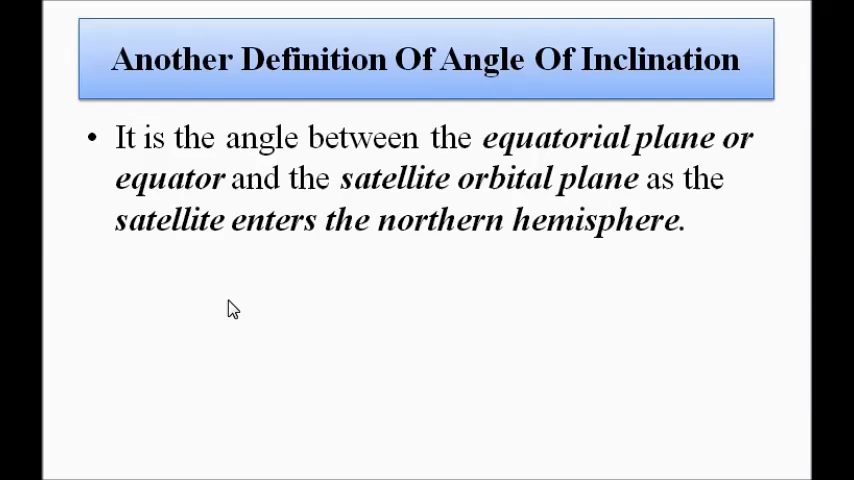 Another Definition Of Angle Of Inclination
• It is the angle between the equatorial plane or
equator and the satellite orbital plane as the
satellite enters the northern hemisphere.